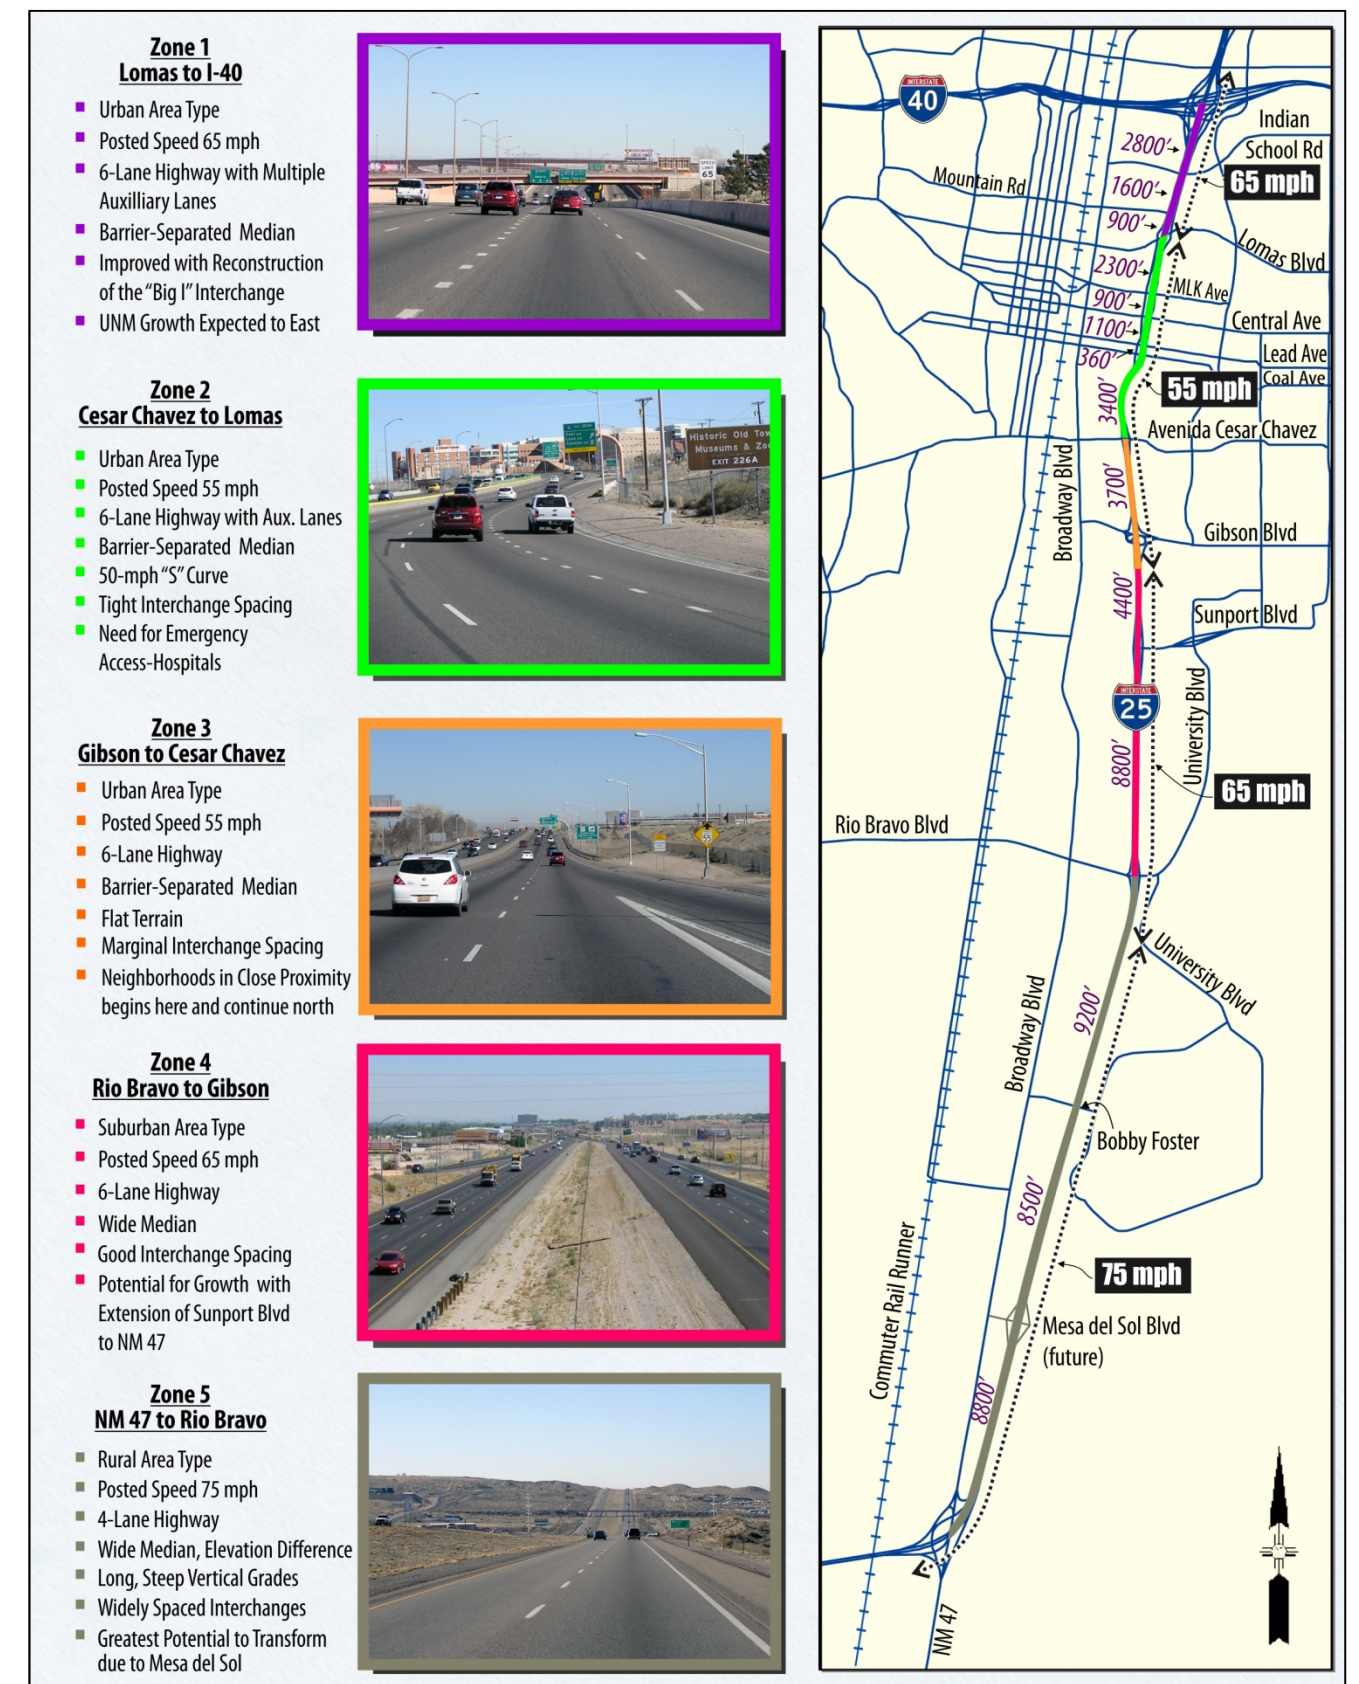 Zone 1
Lomas to I-40
Urban Area Type
Posted Speed 65 mph
6-Lane Highway with Multiple
Auxilliary Lanes
Barrier-Separated Median
Improved with Reconstruction
of the “Big I” Interchange
UNM Growth Expected to East
SPEED
LIMIT
65
Zone 2
Cesar Chavez to Lomas
Urban Area Type
Posted Speed 55 mph
6-Lane Highway with Aux. Lanes
Barrier-Separated Median
50-mph “S” Curve
Tight Interchange Spacing
Need for Emergency
Access-Hospitals
Historic Old Tow
Museums & Zoo
EXIT 226A
Zone 3
Gibson to Cesar Chavez
Urban Area Type
Posted Speed 55 mph
6-Lane Highway
Barrier-Separated Median
Flat Terrain
Marginal Interchange Spacing
Neighborhoods in Close Proximity
begins here and continue north
55
Zone 4
Rio Bravo to Gibson
Suburban Area Type
Posted Speed 65 mph
6-Lane Highway
Wide Median
Good Interchange Spacing
Potential for Growth with
Extension of Sunport Blvd
to NM 47
Zone 5
NM 47 to Rio Bravo
Rural Area Type
Posted Speed 75 mph
4-Lane Highway
Wide Median, Elevation Difference
Long, Steep Vertical Grades
Widely Spaced Interchanges
Greatest Potential to Transform
due to Mesa del Sol
INTERSTATE
40
Indian
School Rd
2800'
65 mph
Mountain Rd
1600'
900'
Lomas Blvd
2300'
MLK Ave
900'
Central Ave
1100'
Lead Ave
360'
Coal Ave
55 mph
3400'
Avenida Cesar Chavez
Broadway Blvd
3700'
Gibson Blvd
4400'
Sunport Blvd
INTERSTATE
25
University Blvd
8800'
65 mph
Rio Bravo Blvd
University Blvd
9200'
Broadway Blvd
Bobby Foster
8500'
75 mph
Commuter Rail Runner
Mesa del Sol Blvd
(future)
8800'
NM 47